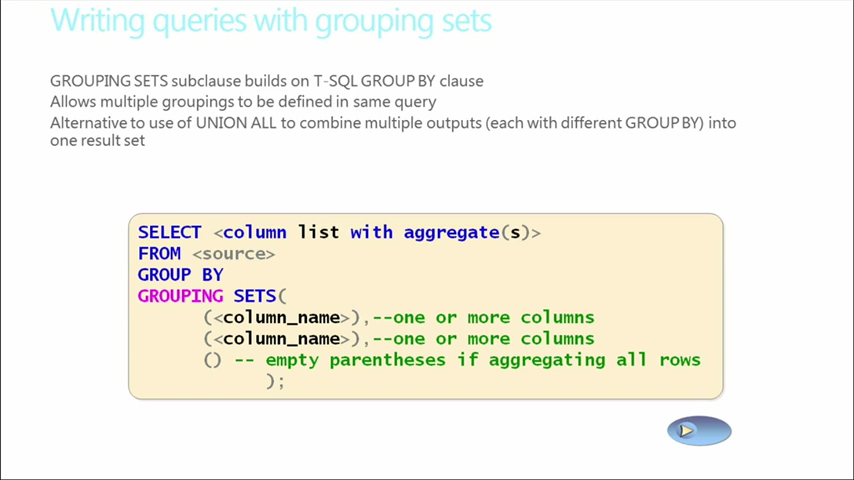 Writing queries with grouping sets
GROUPING SETS subclause builds on T-SQL GROUP BY clause
Allows multiple groupings to be defined in same query
Alternative to use of UNION ALL to combine multiple outputs (each with different GROUP BY) into
one result set
SELECT <column list with aggregate(s)>
FROM <source>
GROUP BY
GROUPING SETS(
(<column_name>),--one or more columns
(<column_name>),--one or more columns
() -- empty parentheses if aggregating all rows
);